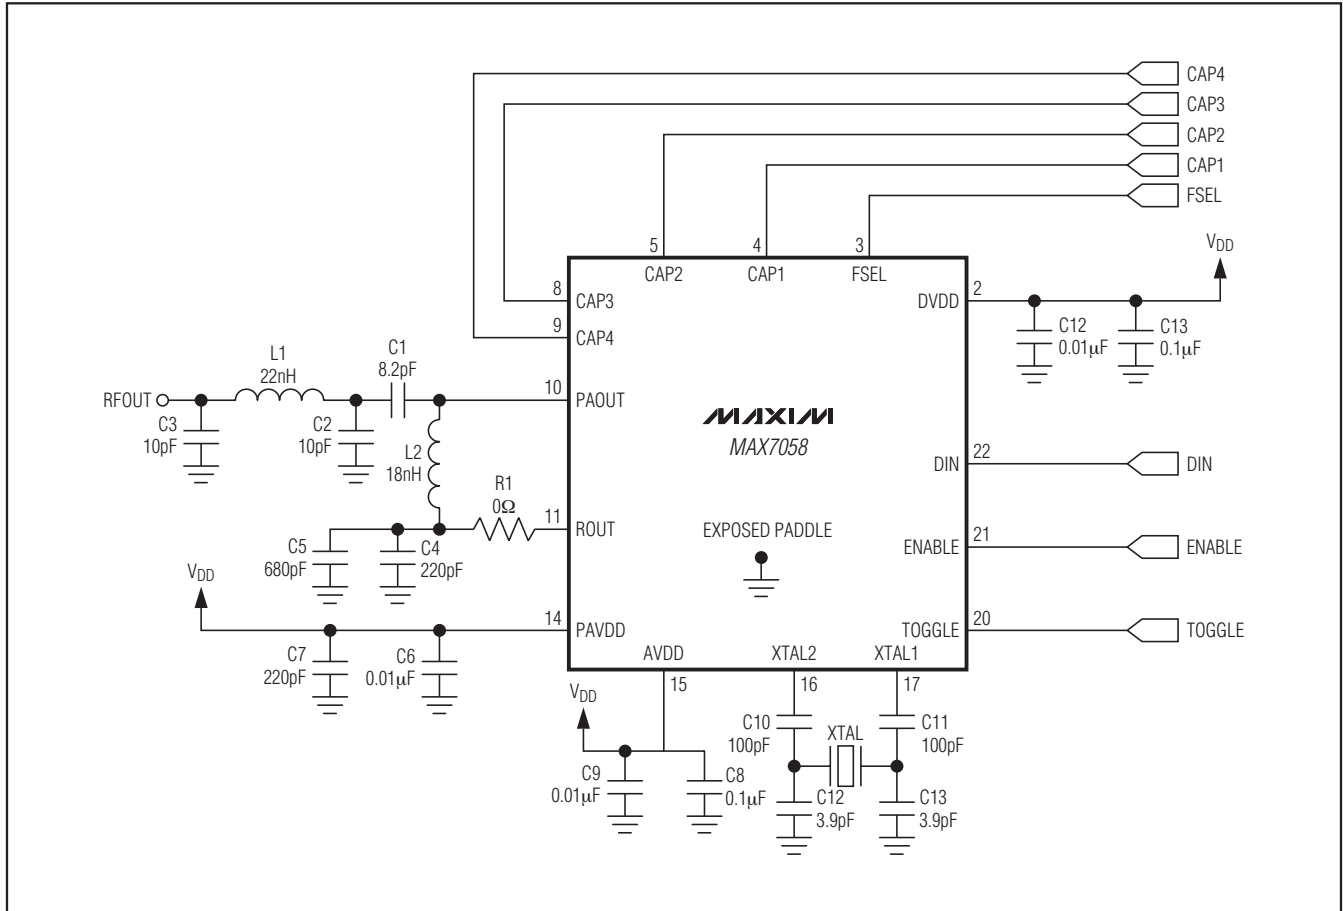 CAP4
CAP3
CAP2
CAP1
FSEL
5
4
3
CAP2
CAP1
FSEL
VDD
8
CAP3
DVDD
2
9
CAP4
C12
0.01µF
C13
0.1µF
L1
22nH
C1
8.2pF
RFOUT
10
PAOUT
C3
10pF
C2
10pF
L2
18nH
MAXIM
MAX7058
DIN
22
DIN
R1
0Ω
11
ROUT
EXPOSED PADDLE
C5
680pF
C4
220pF
ENABLE
21
ENABLE
VDD
14
PAVDD
TOGGLE
20
TOGGLE
C7
220pF
C6
0.01µF
AVDD
XTAL2
XTAL1
15
16
17
VDD
C10
100pF
XTAL
C11
100pF
C9
0.01µF
C8
0.1µF
C12
3.9pF
C13
3.9pF